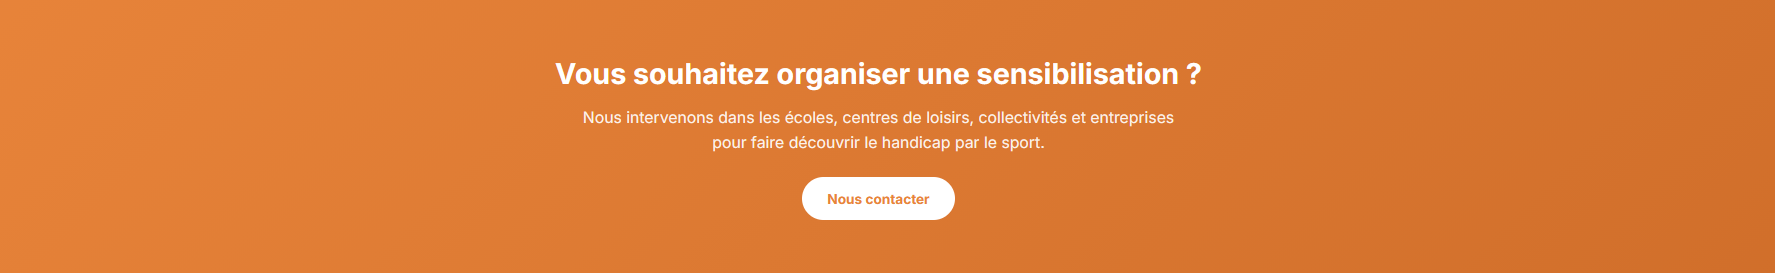 Vous souhaitez organiser une sensibilisation ?
Nous intervenons dans les écoles, centres de loisirs, collectivités et entreprises
pour faire découvrir le handicap par le sport.
Nous contacter